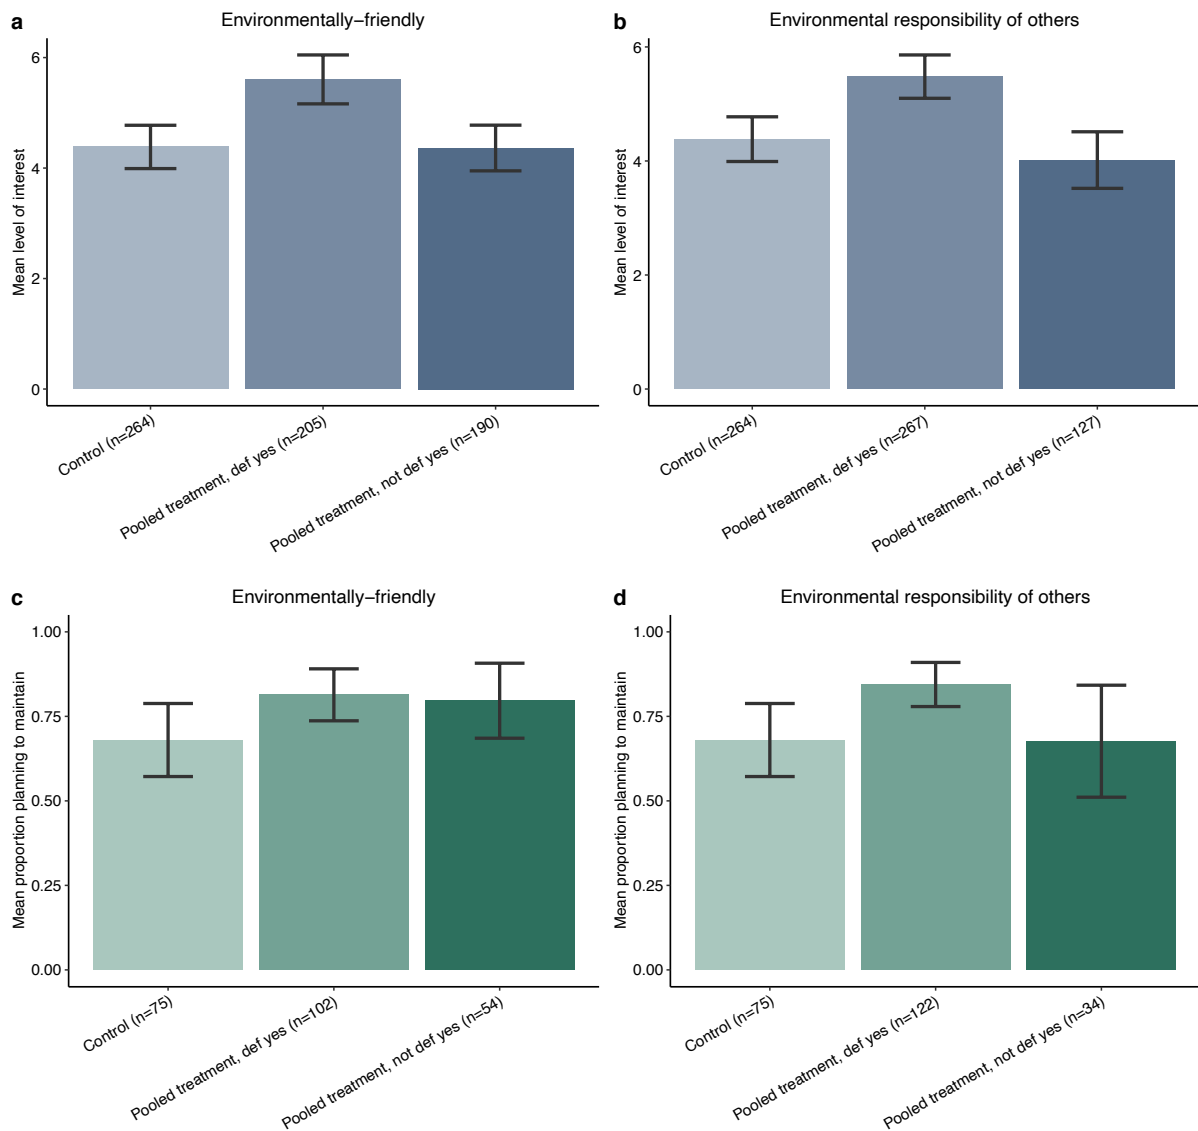 a
Environmentally–friendly
Mean level of interest
6
4
2
0
Control (n=264)
Pooled treatment, def yes (n=205)
Pooled treatment, not def yes (n=190)
b
Environmental responsibility of others
Mean level of interest
6
4
2
0
Control (n=264)
Pooled treatment, def yes (n=267)
Pooled treatment, not def yes (n=127)
c
Environmentally–friendly
Mean proportion planning to maintain
1.00
0.75
0.50
0.25
0.00
Control (n=75)
Pooled treatment, def yes (n=102)
Pooled treatment, not def yes (n=54)
d
Environmental responsibility of others
Mean proportion planning to maintain
1.00
0.75
0.50
0.25
0.00
Control (n=75)
Pooled treatment, def yes (n=122)
Pooled treatment, not def yes (n=34)